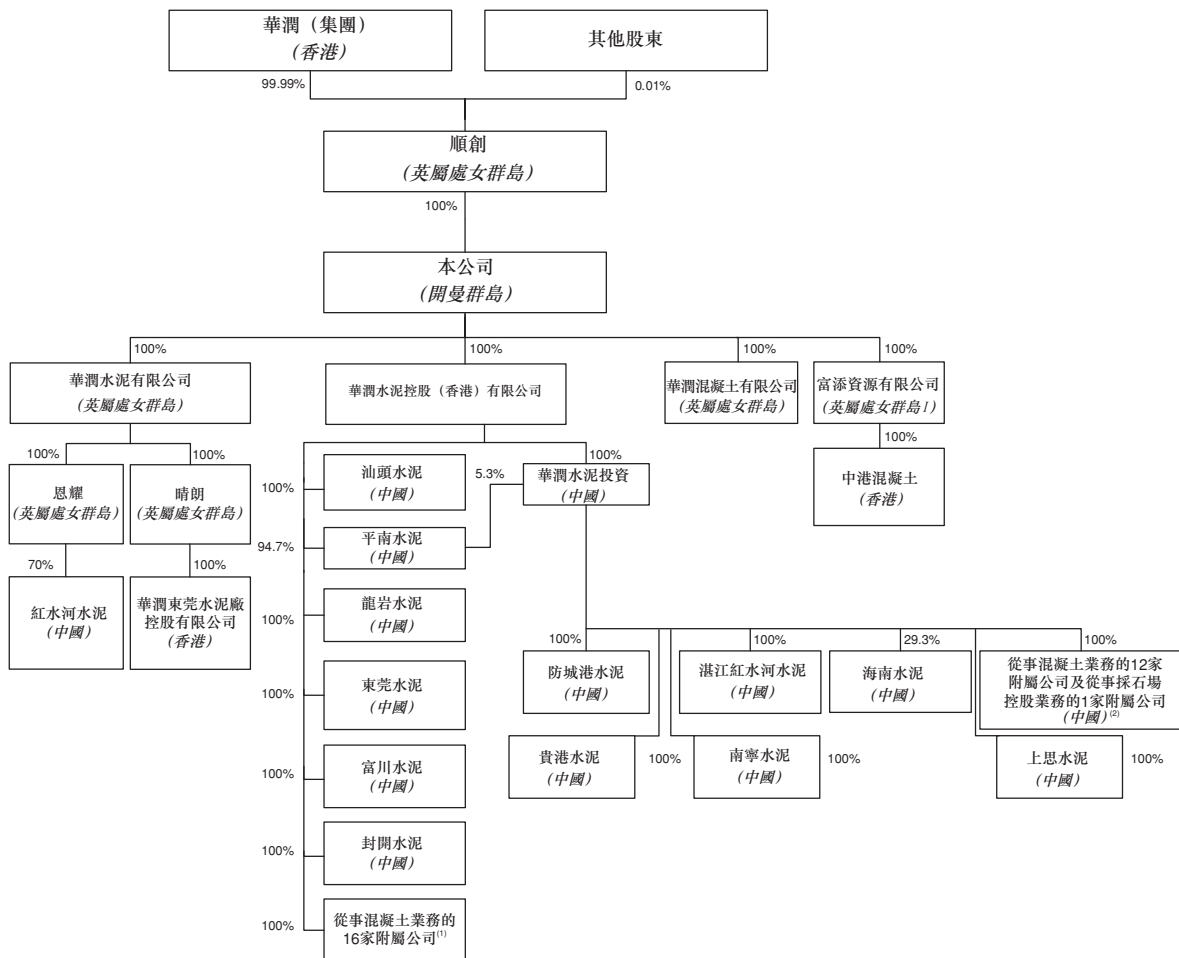 華潤（集團）
（香港）
其他股東
99.99%
0.01%
順創
（英屬處女群島）
100%
本公司
（開曼群島）
100%
100%
100%
100%
華潤水泥有限公司
（英屬處女群島）
華潤水泥控股（香港）有限公司
華潤混凝土有限公司
（英屬處女群島）
富添資源有限公司
（英屬處女群島!）
100%
100%
100%
100%
恩耀
（英屬處女群島）
晴朗
（英屬處女群島）
100%
汕頭水泥
（中國）
5.3%
華潤水泥投資
（中國）
中港混凝土
（香港）
94.7%
平南水泥
（中國）
70%
100%
紅水河水泥
（中國）
華潤東莞水泥廠
控股有限公司
（香港）
100%
龍岩水泥
（中國）
100%
100%
29.3%
100%
防城港水泥
（中國）
湛江紅水河水泥
（中國）
海南水泥
（中國）
從事混凝土業務的12家
附屬公司及從事採石場
控股業務的1家附屬公司
（中國）(2)
100%
東莞水泥
（中國）
貴港水泥
（中國）
100%
南寧水泥
（中國）
100%
上思水泥
（中國）
100%
100%
富川水泥
（中國）
100%
封開水泥
（中國）
100%
從事混凝土業務的
16家附屬公司(1)